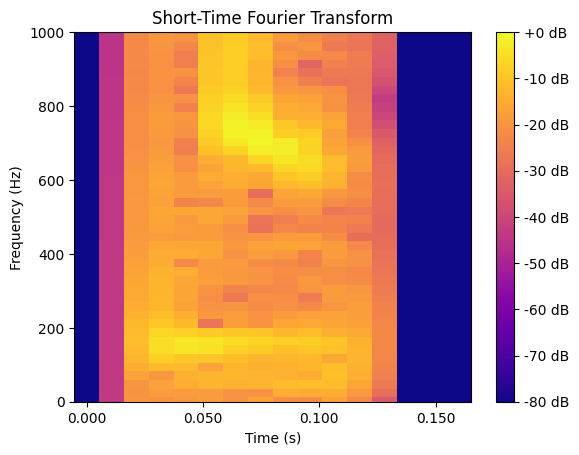 Short-Time Fourier Transform
1000
800
600
400
200
0
Frequency (Hz)
0.000
0.050
0.100
0.150
Time (s)
+0 dB
-10 dB
-20 dB
-30 dB
-40 dB
-50 dB
-60 dB
-70 dB
-80 dB